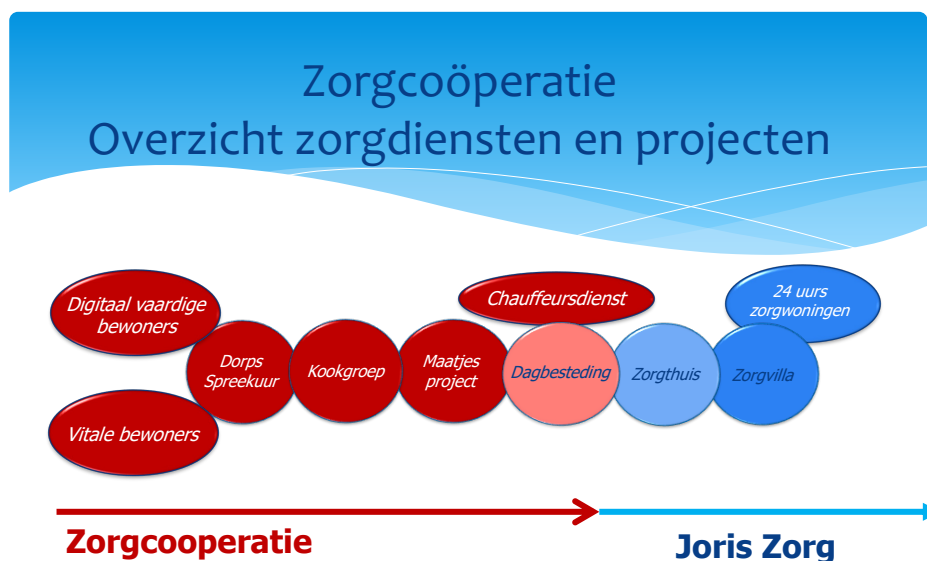 Zorgcoöperatie
Overzicht zorgdiensten en projecten
Digitaal vaardige
bewoners
Vitale bewoners
Dorps
Spreekuur
Kookgroep
Maatjes
project
Chauffeursdienst
Dagbesteding
Zorgthuis
24 uurs
zorgwoningen
Zorgvilla
Zorgcooperatie
Joris Zorg